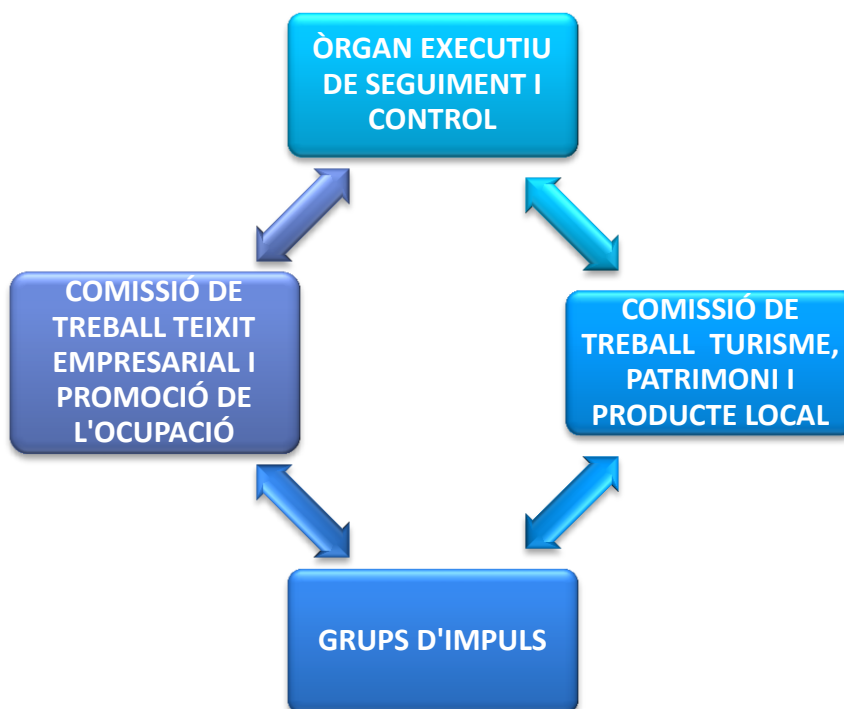 ÒRGAN EXECUTIU
DE SEGUIMENT I
CONTROL
COMISSIÓ DE
TREBALL TEIXIT
EMPRESARIAL I
PROMOCIÓ DE
L'OCUPACIÓ
COMISSIÓ DE
TREBALL TURISME,
PATRIMONI I
PRODUCTE LOCAL
GRUPS D'IMPULS